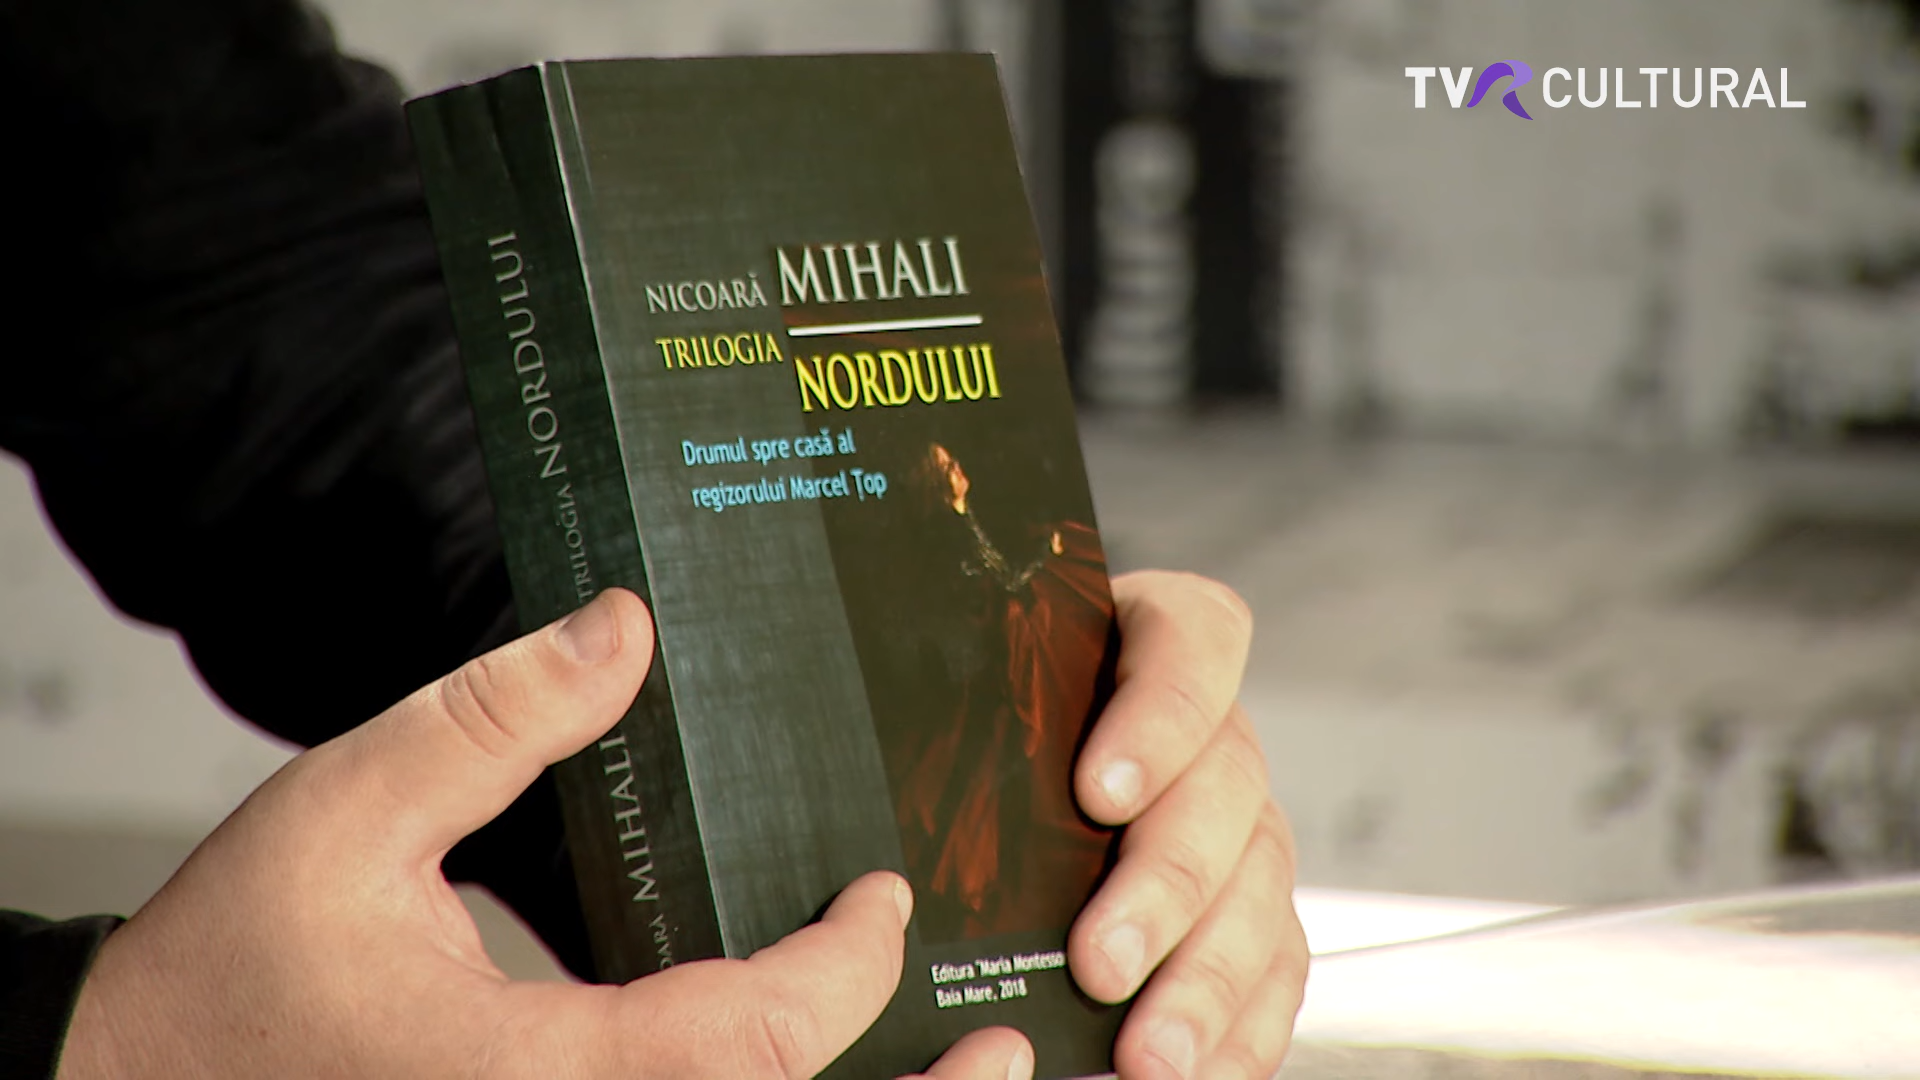 TVR CULTURAL
NICOARĂ MIHALI
TRILOGIA
NORDULUI
Drumul spre casă al
regizorului Marcel Țop
Editura "Maria Montesso
Baia Mare, 2018
OARĂ MIHALI TRILOGIA NORDULUI